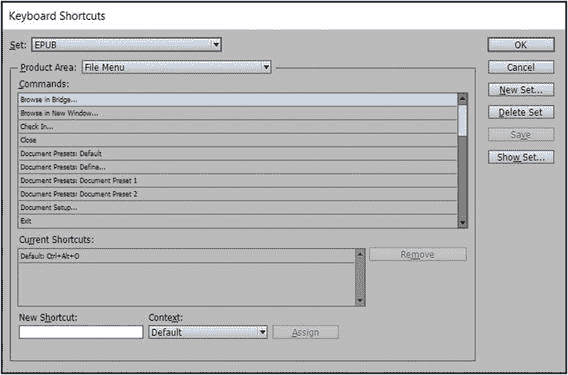 Keyboard Shortcuts
Set: EPUB
OK
Product Area: File Menu
Cancel
Commands:
New Set...
Browse in Bridge...
Browse in New Window...
Delete Set
Check In...
Save
Close
Document Presets: Default
Show Set...
Document Presets: Define...
Document Presets: Document Preset 1
Document Presets: Document Preset 2
Document Setup...
Exit
Current Shortcuts:
Default: Ctrl+Alt+O
Remove
New Shortcut:
Context:
Default
Assign